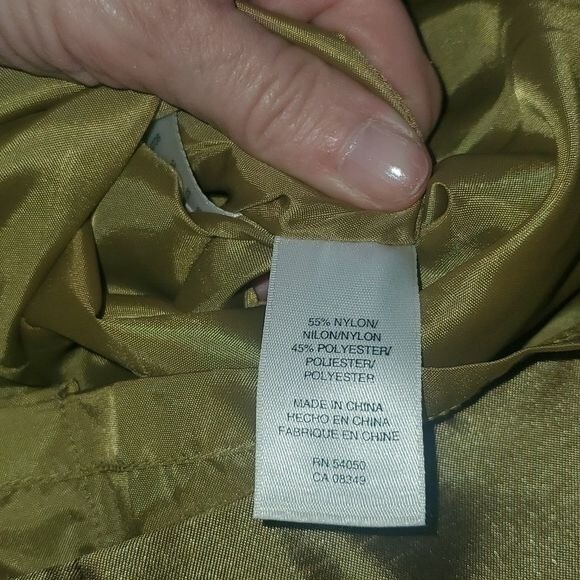 55% NYLON/
NILON/NYLON
45% POLYESTER/
POLIESTER/
POLYESTER
MADE IN CHINA
HECHO EN CHINA
FABRIQUE EN CHINE
RN 54050
CA 08349